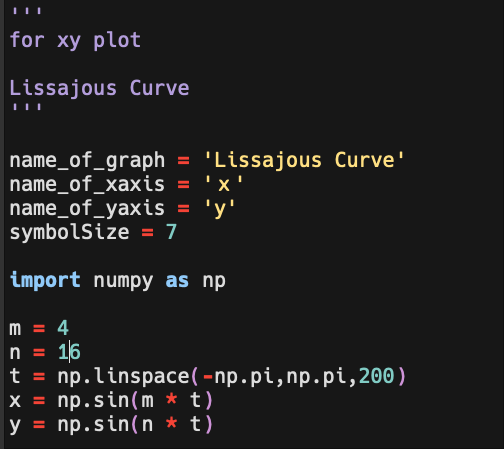 '''
for xy plot
Lissajous Curve
'''
name_of_graph = 'Lissajous Curve'
name_of_xaxis = 'x'
name_of_yaxis = 'y'
symbolSize = 7
import numpy as np
m = 4
n = 16
t = np.linspace(-np.pi,np.pi,200)
x = np.sin(m * t)
y = np.sin(n * t)